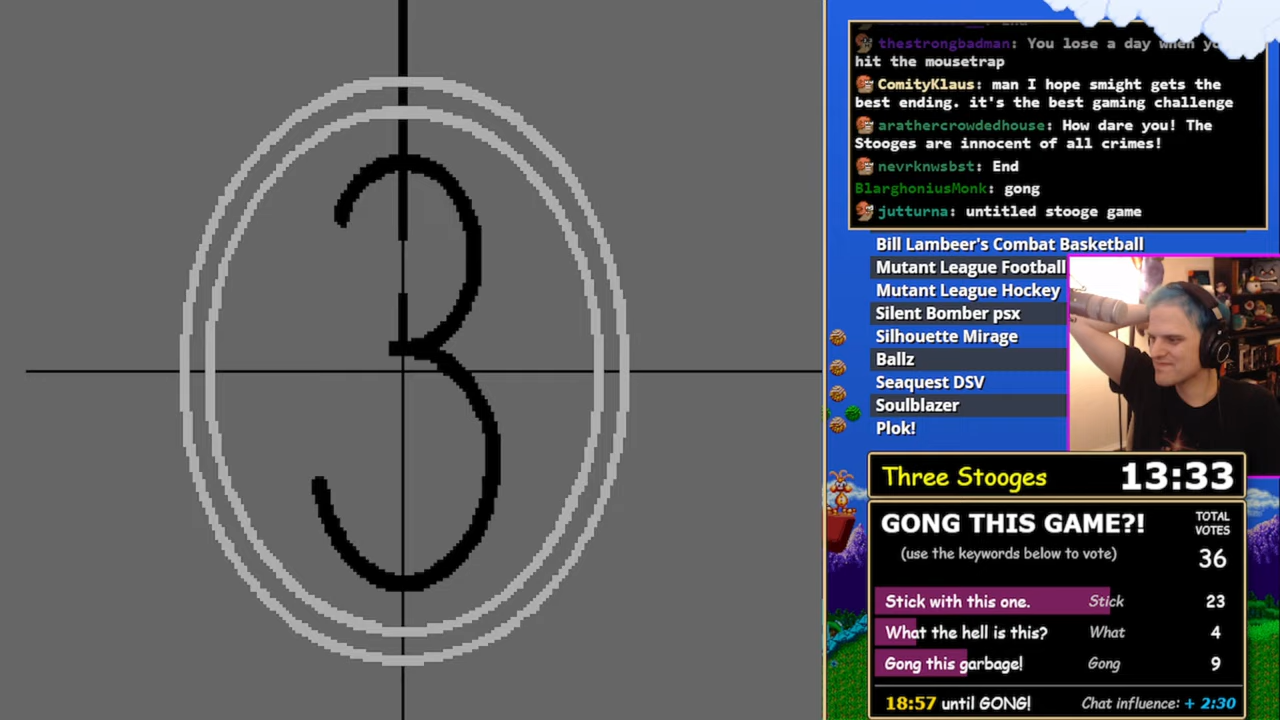 3
thestrongbadman: You lose a day when
hit the mousetrap
ComityKlaus: man I hope smight gets the
best ending. it's the best gaming challenge
arathercrowdedhouse: How dare you! The
Stooges are innocent of all crimes!
nevrknwsbst: End
BlarghoniusMonk: gong
jutturna: untitled stooge game
Bill Lambeer's Combat Basketball
Mutant League Football
Mutant League Hockey
Silent Bomber psx
Silhouette Mirage
Ballz
Seaquest DSV
Soulblazer
Plok!
Three Stooges 13:33
GONG THIS GAME?! TOTAL
VOTES
(use the keywords below to vote) 36
Stick with this one. Stick 23
What the hell is this? What 4
Gong this garbage! Gong 9
18:57 until GONG! Chat influence: + 2:30